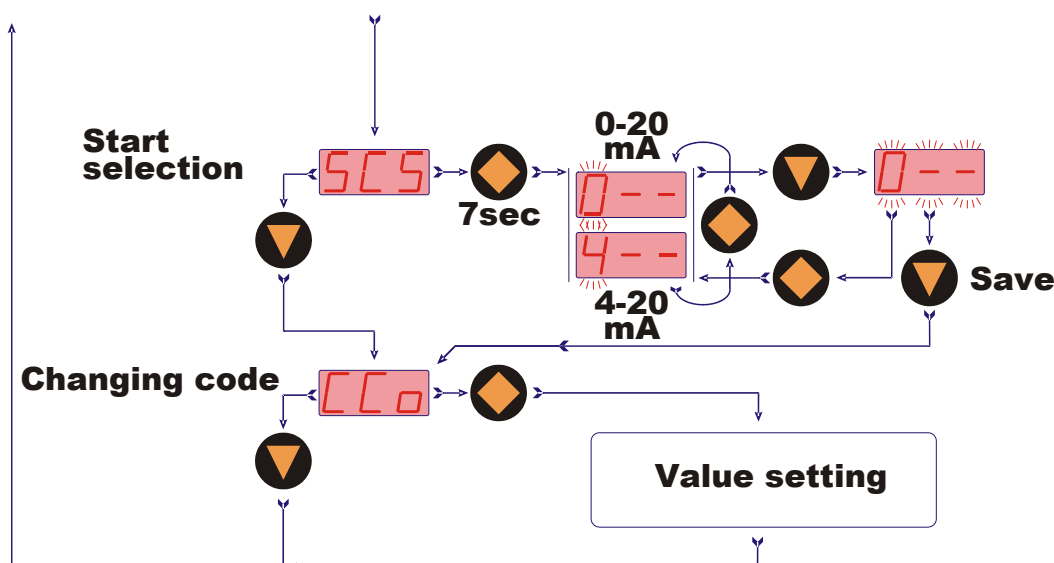 0-20
mA
Start
selection
SCS
0--
0--
7sec
4--
Save
4-20
mA
Changing code
CCo
Value setting